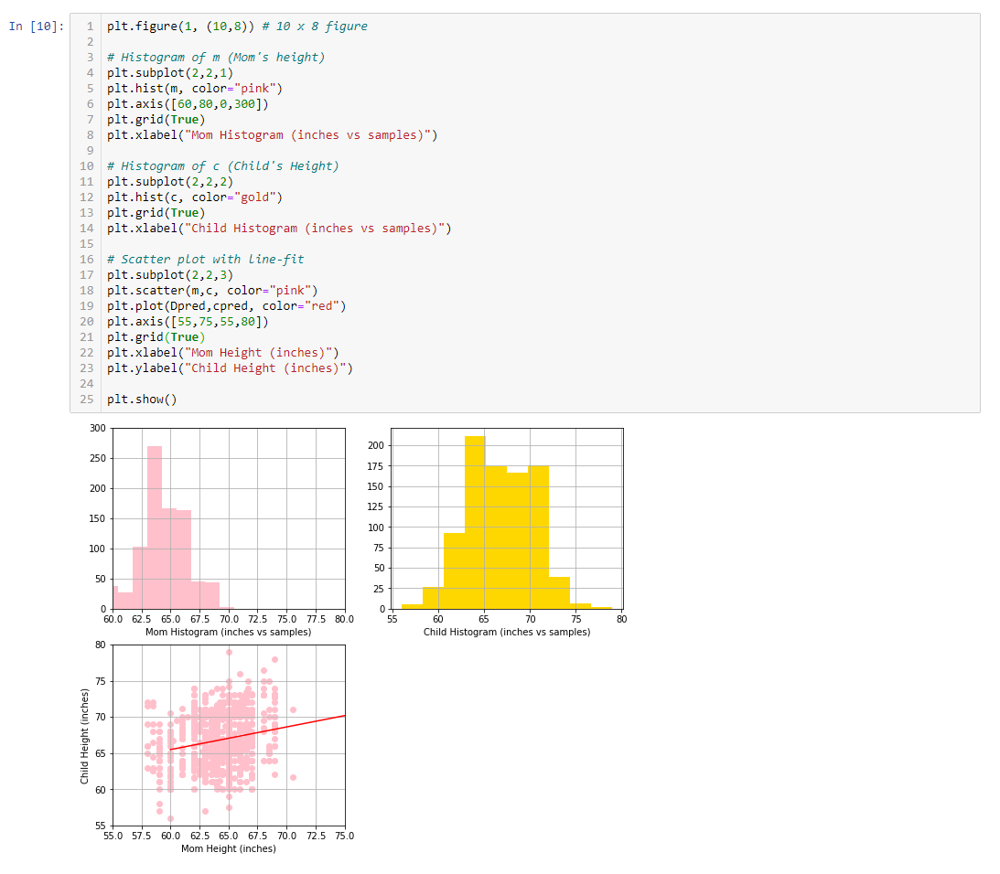 In [10]:
1 plt.figure(1, (10,8)) # 10 x 8 figure
2
3 # Histogram of m (Mom's height)
4 plt.subplot(2,2,1)
5 plt.hist(m, color="pink")
6 plt.axis([60,80,0,300])
7 plt.grid(True)
8 plt.xlabel("Mom Histogram (inches vs samples)")
9
10 # Histogram of c (Child's Height)
11 plt.subplot(2,2,2)
12 plt.hist(c, color="gold")
13 plt.grid(True)
14 plt.xlabel("Child Histogram (inches vs samples)")
15
16 # Scatter plot with line-fit
17 plt.subplot(2,2,3)
18 plt.scatter(m,c, color="pink")
19 plt.plot(Dpred,cpred, color="red")
20 plt.axis([55,75,55,80])
21 plt.grid(True)
22 plt.xlabel("Mom Height (inches)")
23 plt.ylabel("Child Height (inches)")
24
25 plt.show()
300
250
200
150
100
50
0
60.0 62.5 65.0 67.5 70.0 72.5 75.0 77.5 80.0
Mom Histogram (inches vs samples)
200
175
150
125
100
75
50
25
0
55 60 65 70 75 80
Child Histogram (inches vs samples)
80
75
70
65
60
55
Child Height (inches)
55.0 57.5 60.0 62.5 65.0 67.5 70.0 72.5 75.0
Mom Height (inches)